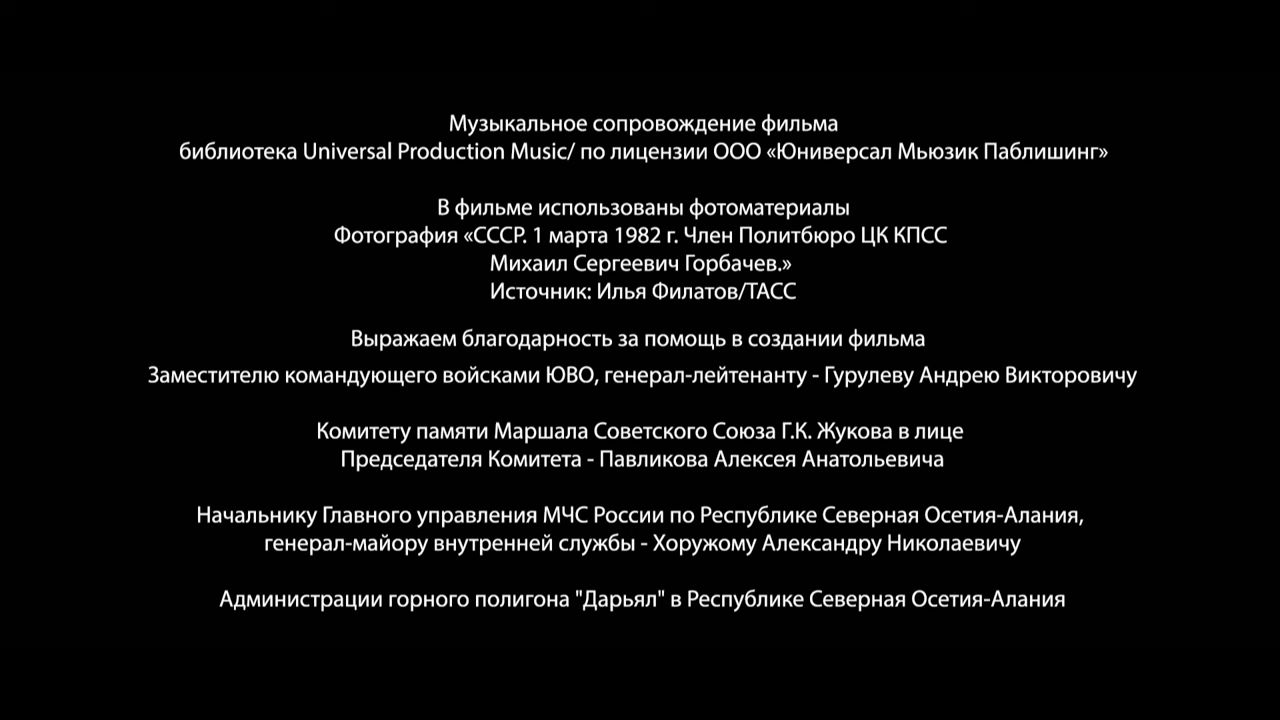 Музыкальное сопровождение фильма
библиотека Universal Production Music/ по лицензии ООО «Юниверсал Мьюзик Паблишинг»
В фильме использованы фотоматериалы
Фотография «СССР. 1 марта 1982 г. Член Политбюро ЦК КПСС
Михаил Сергеевич Горбачев.»
Источник: Илья Филатов/ТАСС
Выражаем благодарность за помощь в создании фильма
Заместителю командующего войсками ЮВО, генерал-лейтенанту - Гурулеву Андрею Викторовичу
Комитету памяти Маршала Советского Союза Г.К. Жукова в лице
Председателя Комитета - Павликова Алексея Анатольевича
Начальнику Главного управления МЧС России по Республике Северная Осетия-Алания,
генерал-майору внутренней службы - Хоружому Александру Николаевичу
Администрации горного полигона "Дарьял" в Республике Северная Осетия-Алания